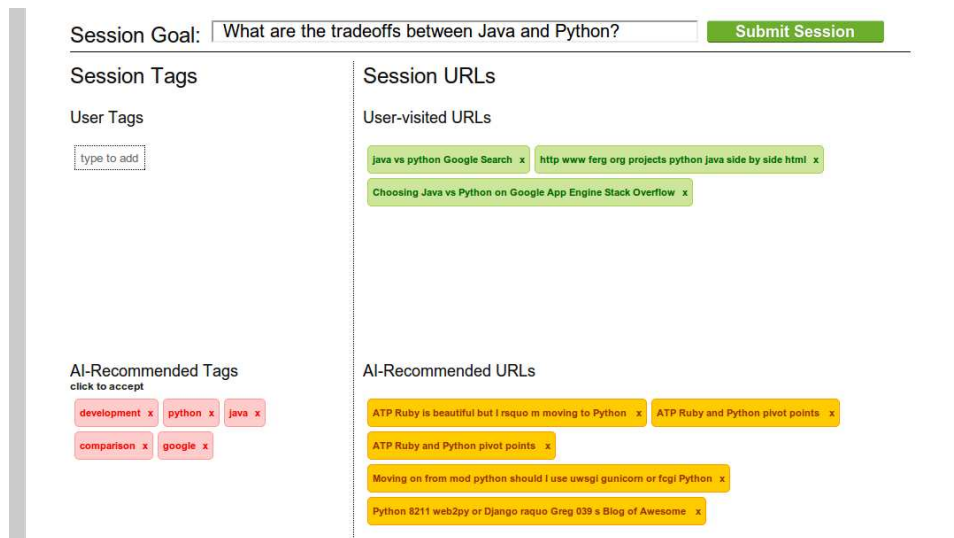 Session Goal: What are the tradeoffs between Java and Python? Submit Session
Session Tags
User Tags
type to add
Session URLs
User-visited URLs
java vs python Google Search x http www ferg org projects python java side by side html x
Choosing Java vs Python on Google App Engine Stack Overflow x
AI-Recommended Tags
click to accept
development x python x java x
comparison x google x
AI-Recommended URLs
ATP Ruby is beautiful but I rsquo m moving to Python x ATP Ruby and Python pivot points x
ATP Ruby and Python pivot points x
Moving on from mod python should I use uwsgi gunicorn or fcgi Python x
Python 8211 web2py or Django raquo Greg 039 s Blog of Awesome x